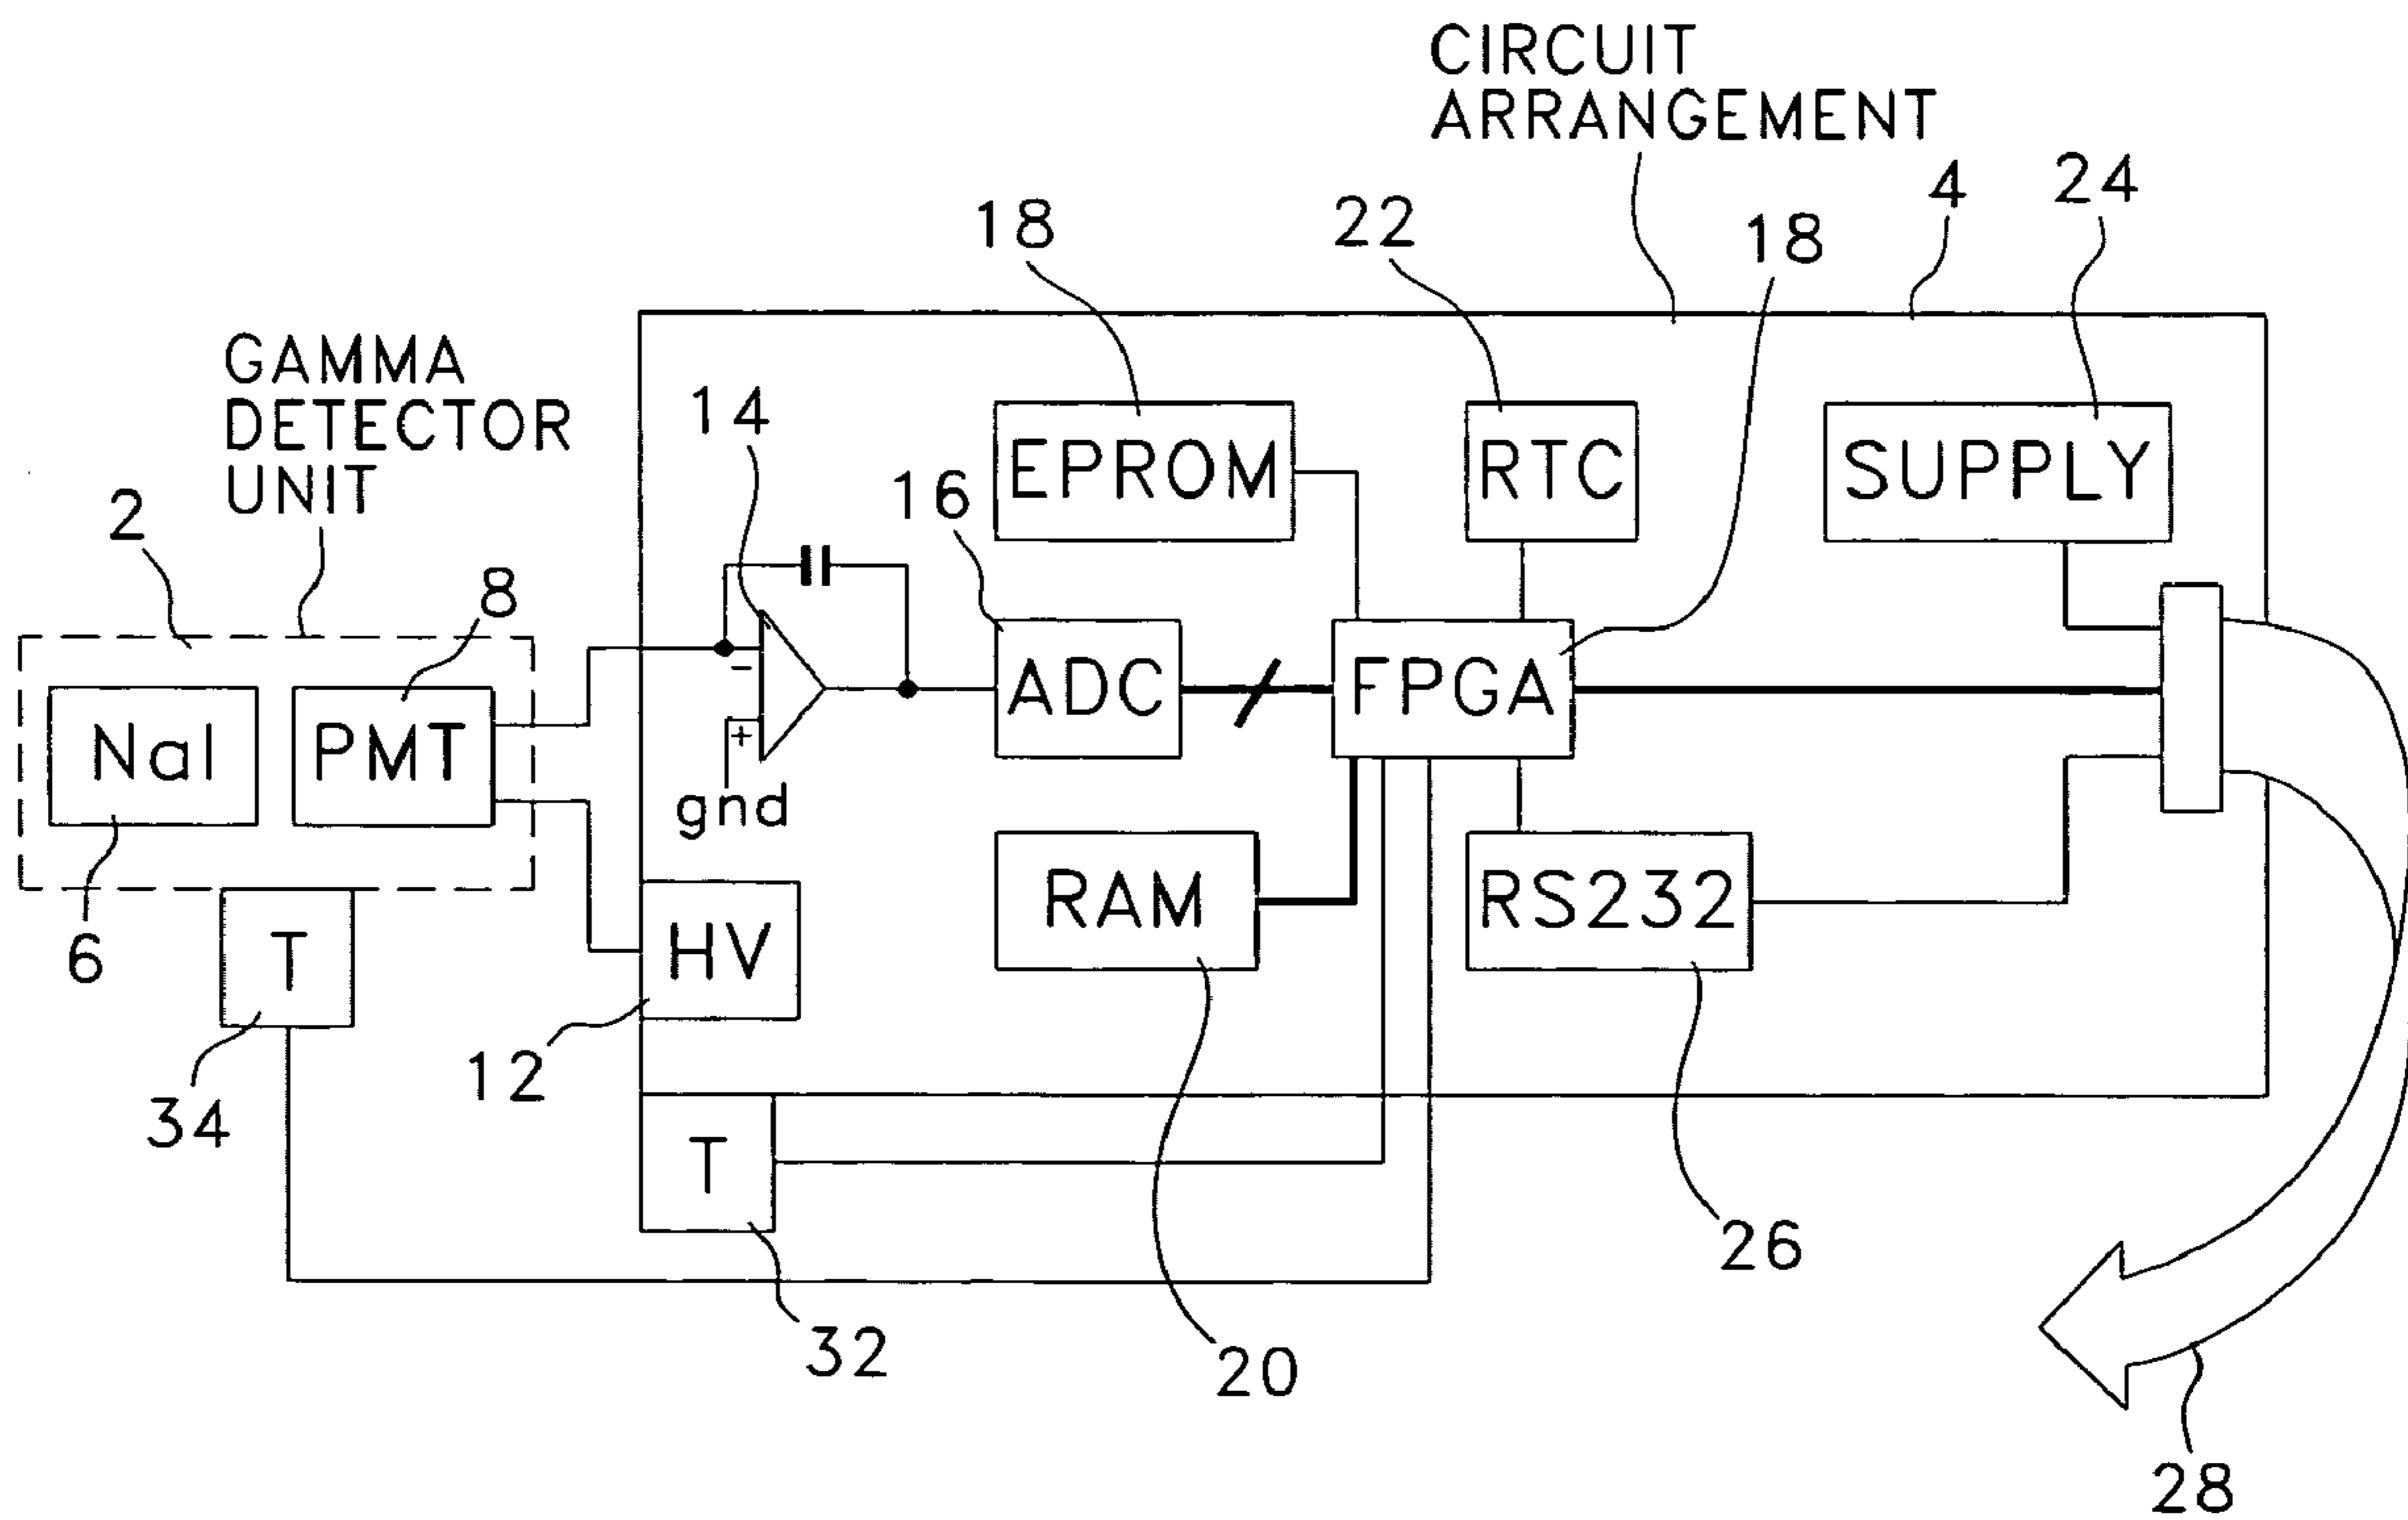 CIRCUIT
ARRANGEMENT
4
24
18
22
18
GAMMA
DETECTOR
UNIT
14
EPROM
RTC
SUPPLY
16
2
8
NaI
PMT
-
+
gnd
ADC
FPGA
RAM
RS232
6
T
HV
34
12
T
32
20
26
28